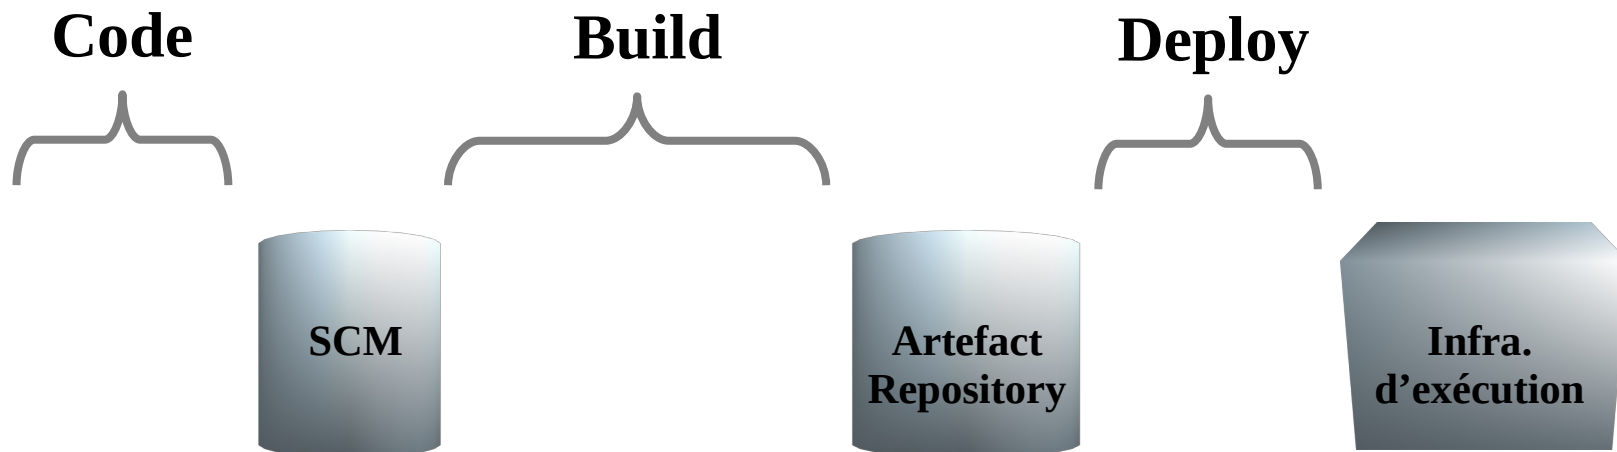 Code
Build
Deploy
SCM
Artefact
Repository
Infra.
d’exécution